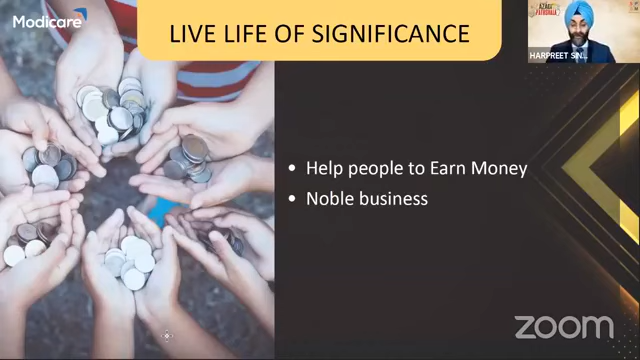 Modicare
LIVE LIFE OF SIGNIFICANCE
HARPREET SIN...
• Help people to Earn Money
• Noble business
zoom